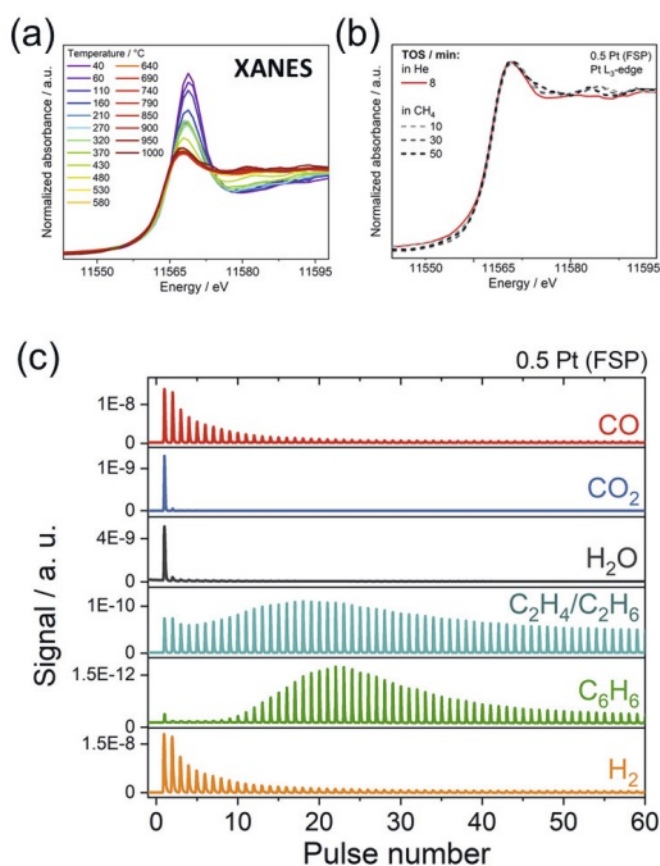 (a)
Temperature / °C
40 640
60 690
110 740
160 790
210 850
270 900
320 950
370 1000
430
480
530
580
XANES
Normalized absorbance / a.u.
11550 11565 11580 11595
Energy / eV
(b)
TOS / min:
in He
8
in CH₄
10
30
50
0.5 Pt (FSP)
Pt L₃-edge
Normalized absorbance / a.u.
11550 11565 11580 11595
Energy / eV
(c)
0.5 Pt (FSP)
1E-8
0
CO
1E-9
0
CO₂
4E-9
0
H₂O
1E-10
0
C₂H₄/C₂H₆
1.5E-12
0
C₆H₆
1.5E-8
0
H₂
Signal / a. u.
0 10 20 30 40 50 60
Pulse number